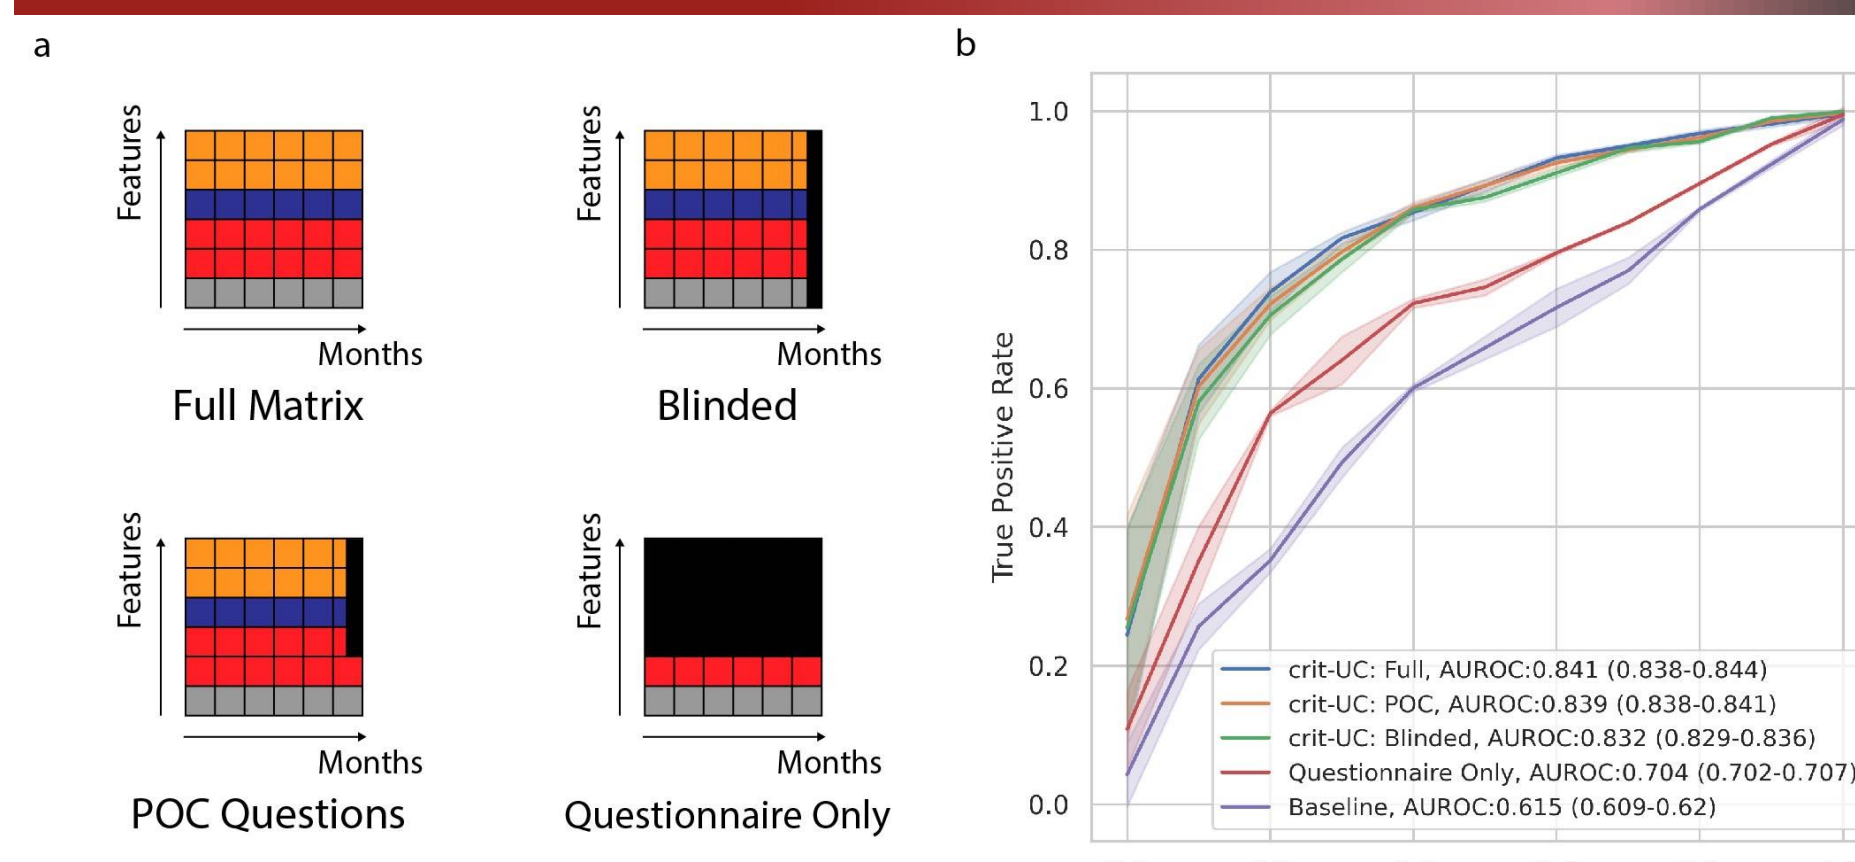 a
Features
Months
Full Matrix
Features
Months
Blinded
Features
Months
POC Questions
Features
Months
Questionnaire Only
b
True Positive Rate
1.0
0.8
0.6
0.4
0.2
0.0
crit-UC: Full, AUROC:0.841 (0.838-0.844)
crit-UC: POC, AUROC:0.839 (0.838-0.841)
crit-UC: Blinded, AUROC:0.832 (0.829-0.836)
Questionnaire Only, AUROC:0.704 (0.702-0.707)
Baseline, AUROC:0.615 (0.609-0.62)